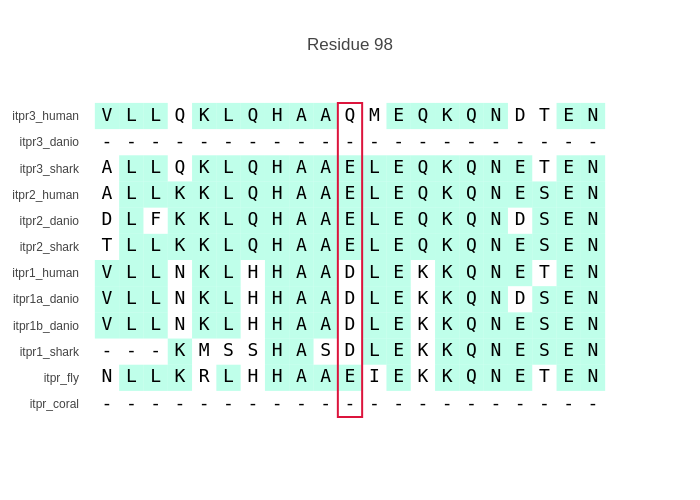 Residue 98
itpr3_human V L L Q K L Q H A A Q M E Q K Q N D T E N
itpr3_danio - - - - - - - - - - - - - - - - - - - - -
itpr3_shark A L L Q K L Q H A A E L E Q K Q N E T E N
itpr2_human A L L K K L Q H A A E L E Q K Q N E S E N
itpr2_danio D L F K K L Q H A A E L E Q K Q N D S E N
itpr2_shark T L L K K L Q H A A E L E Q K Q N E S E N
itpr1_human V L L N K L H H A A D L E K K Q N E T E N
itpr1a_danio V L L N K L H H A A D L E K K Q N D S E N
itpr1b_danio V L L N K L H H A A D L E K K Q N E S E N
itpr1_shark - - - K M S S H A S D L E K K Q N E S E N
itpr_fly N L L K R L H H A A E I E K K Q N E T E N
itpr_coral - - - - - - - - - - - - - - - - - - - - -